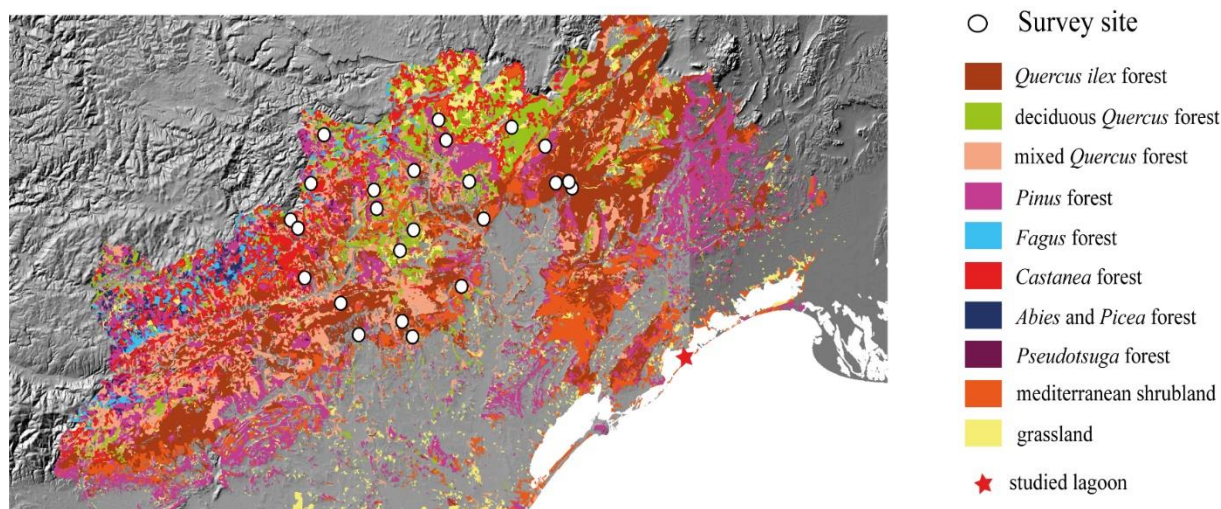 Survey site
Quercus ilex forest
deciduous Quercus forest
mixed Quercus forest
Pinus forest
Fagus forest
Castanea forest
Abies and Picea forest
Pseudotsuga forest
mediterranean shrubland
grassland
studied lagoon